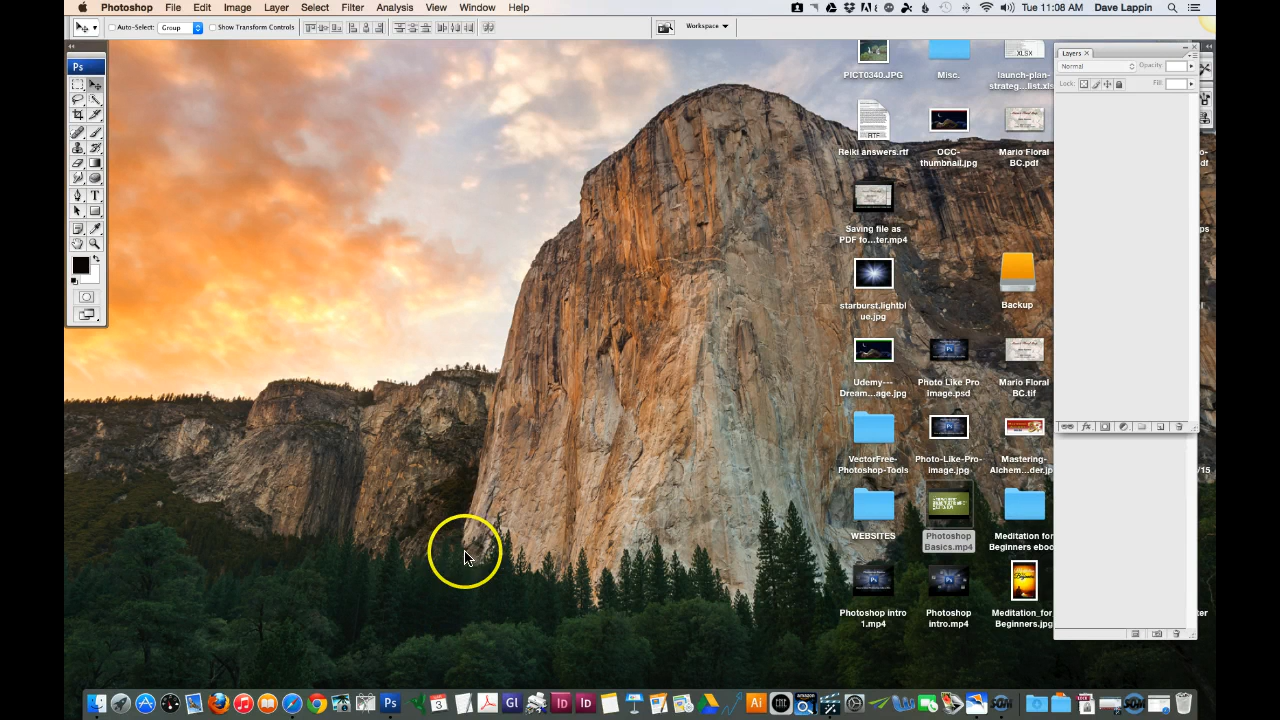 Photoshop File Edit Image Layer Select Filter Analysis View Window Help Tue 11:08 AM Dave Lappin
Auto-Select: Group Show Transform Controls Workspace
Ps
Layers
Normal Opacity:
Lock: Fill:
PICT0340.JPG
Misc.
XLSX
launch-plan-
strateg...list.xls
RTF
Reiki answers.rtf
OCC-
thumbnail.jpg
Mario Floral
BC.pdf
Saving file as
PDF fo...ter.mp4
starburst.lightbl
ue.jpg
Backup
Udemy---
Dream...age.jpg
Photo Like Pro
image.psd
Mario Floral
BC.tif
VectorFree-
Photoshop-Tools
Photo-Like-Pro-
image.jpg
Mastering-
Alchem...der.jp
WEBSITES
Photoshop
Basics.mp4
Meditation for
Beginners eboo
Photoshop intro
1.mp4
Photoshop
intro.mp4
Meditation_for
Beginners.jpg